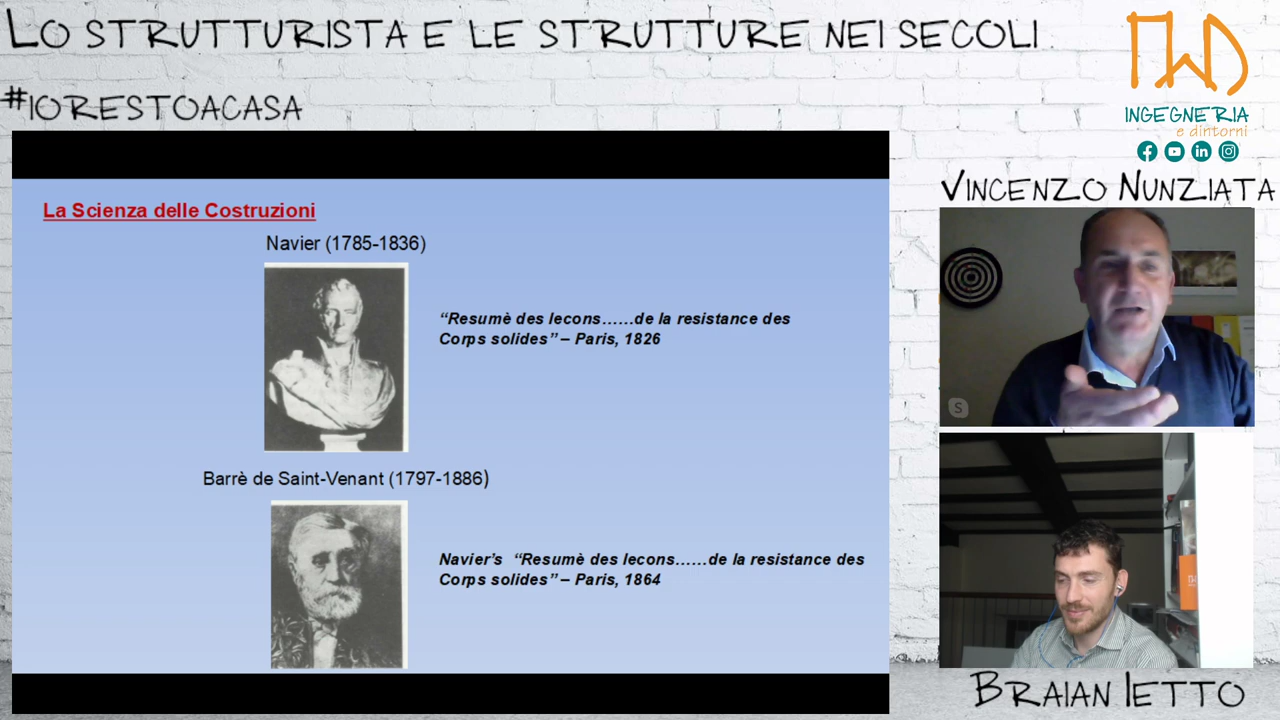 LO STRUTTURISTA E LE STRUTTURE NEI SECOLI
#IORESTOACASA
INGEGNERIA
e dintorni
VINCENZO NUNZIATA
La Scienza delle Costruzioni
Navier (1785-1836)
“Resumè des lecons……de la resistance des
Corps solides” – Paris, 1826
Barrè de Saint-Venant (1797-1886)
Navier’s “Resumè des lecons……de la resistance des
Corps solides” – Paris, 1864
S
BRAIAN IETTO